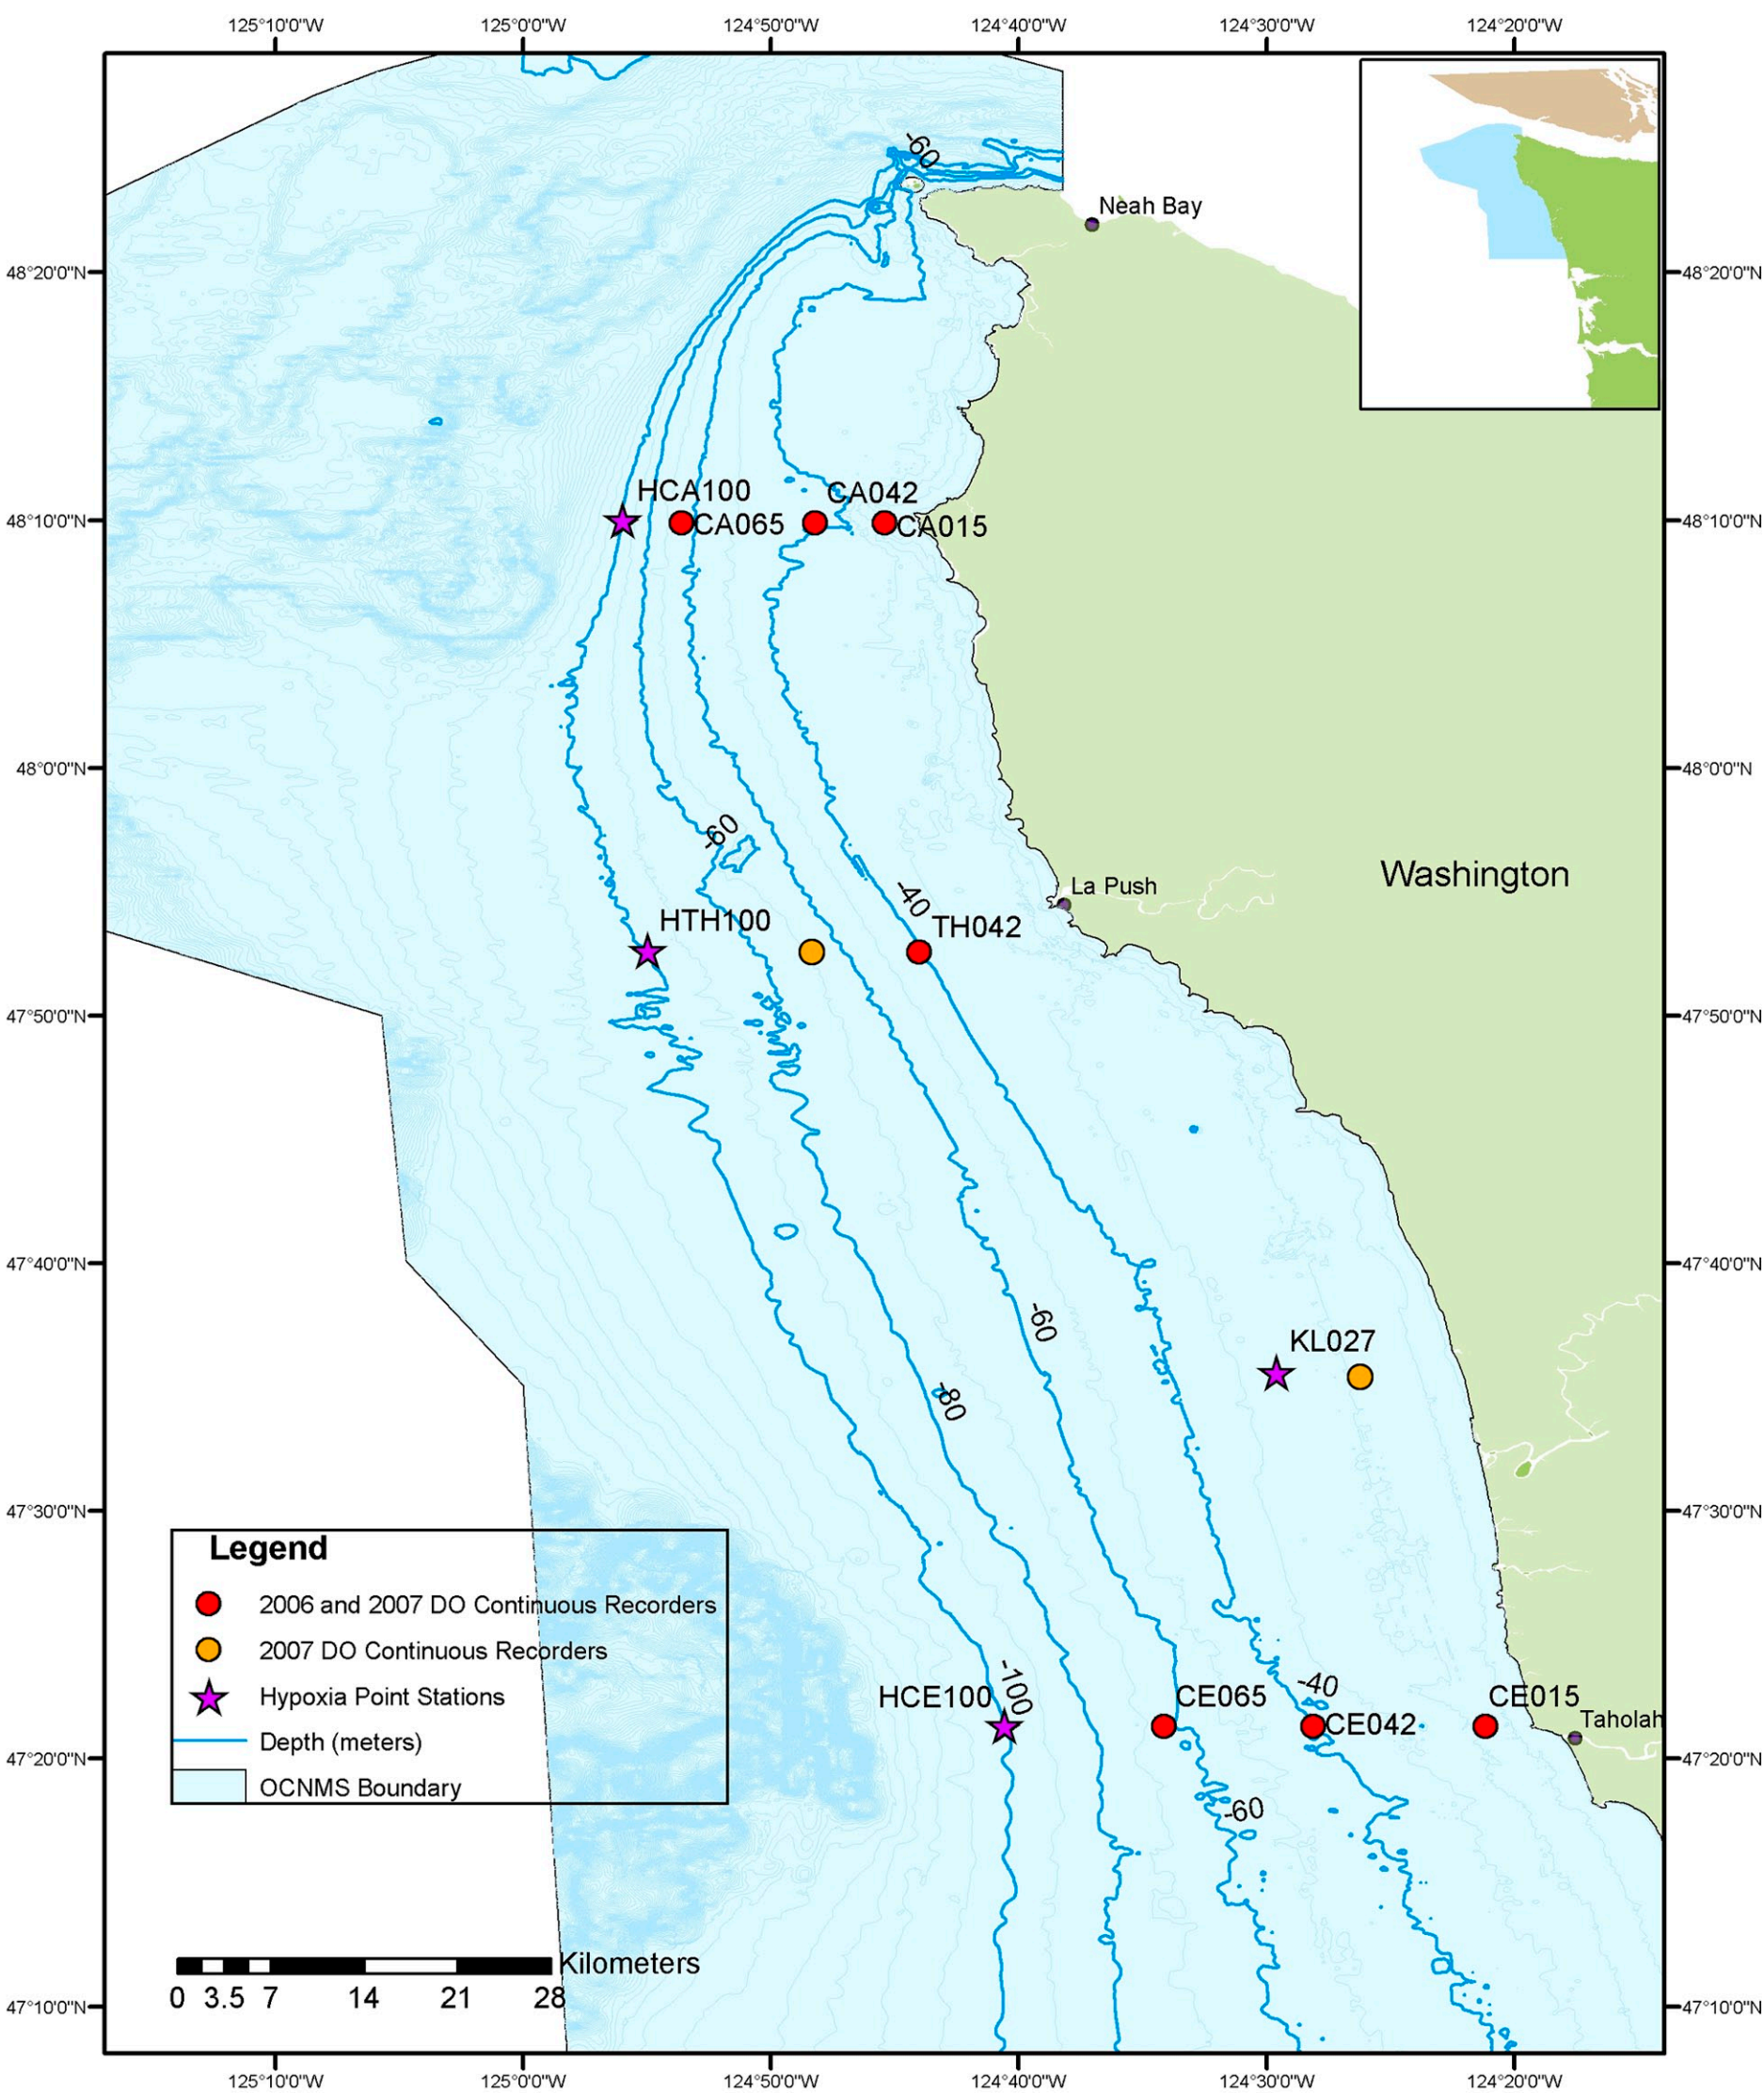 125°10'0"W 125°0'0"W 124°50'0"W 124°40'0"W 124°30'0"W 124°20'0"W
-60
Neah Bay
48°20'0"N 48°20'0"N
HCA100 CA042
48°10'0"N CA065 CA015 48°10'0"N
48°0'0"N 48°0'0"N
-60
Washington
La Push
-40
HTH100 TH042
47°50'0"N 47°50'0"N
47°40'0"N 47°40'0"N
-60
KL027
-80
47°30'0"N 47°30'0"N
Legend
2006 and 2007 DO Continuous Recorders
2007 DO Continuous Recorders
Hypoxia Point Stations
Depth (meters)
OCNMS Boundary
-100
-40
HCE100 CE065 CE015
CE042 Taholah
47°20'0"N 47°20'0"N
-60
Kilometers
0 3.5 7 14 21 28
47°10'0"N 47°10'0"N
125°10'0"W 125°0'0"W 124°50'0"W 124°40'0"W 124°30'0"W 124°20'0"W